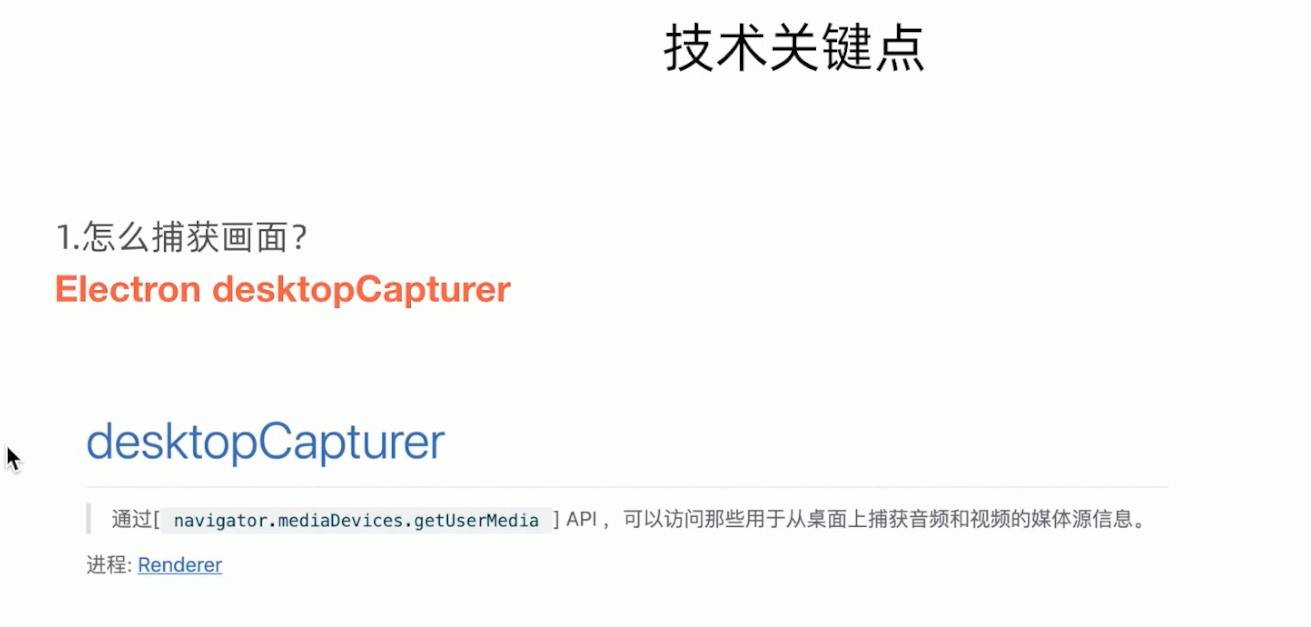 技术关键点
1.怎么捕获画面?
Electron desktopCapturer
desktopCapturer
通过[ navigator.mediaDevices.getUserMedia ] API ，可以访问那些用于从桌面上捕获音频和视频的媒体源信息。
进程: Renderer